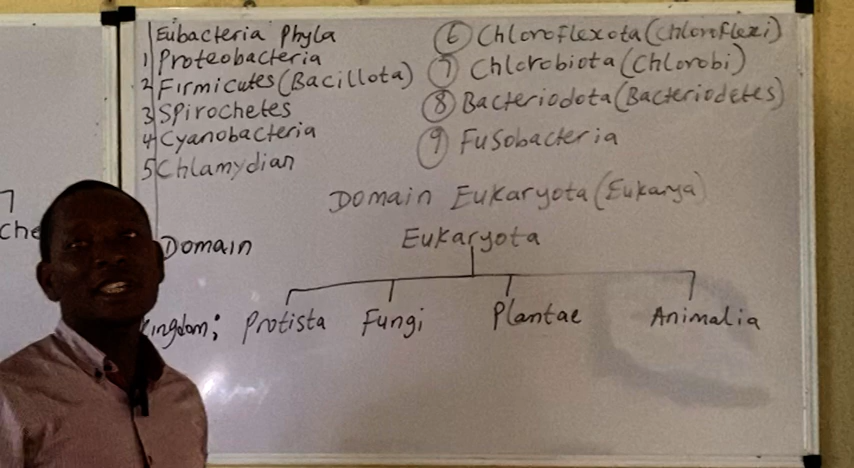 Eubacteria Phyla
1 Proteobacteria
2 Firmicutes (Bacillota)
3 Spirochetes
4 Cyanobacteria
5 Chlamydian
6 Chloroflexota (Chloroflexi)
7 Chlorobiota (Chlorobi)
8 Bacteriodota (Bacteriodetes)
9 Fusobacteria
Domain Eukaryota (Eukarya)
Domain Eukaryota
Kingdom; Protista Fungi Plantae Animalia